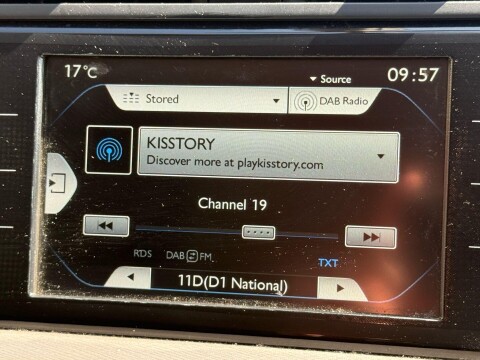 17°C
Source
09:57
Stored
DAB Radio
KISSTORY
Discover more at playkisstory.com
Channel 19
RDS DAB FM
TXT
11D(D1 National)